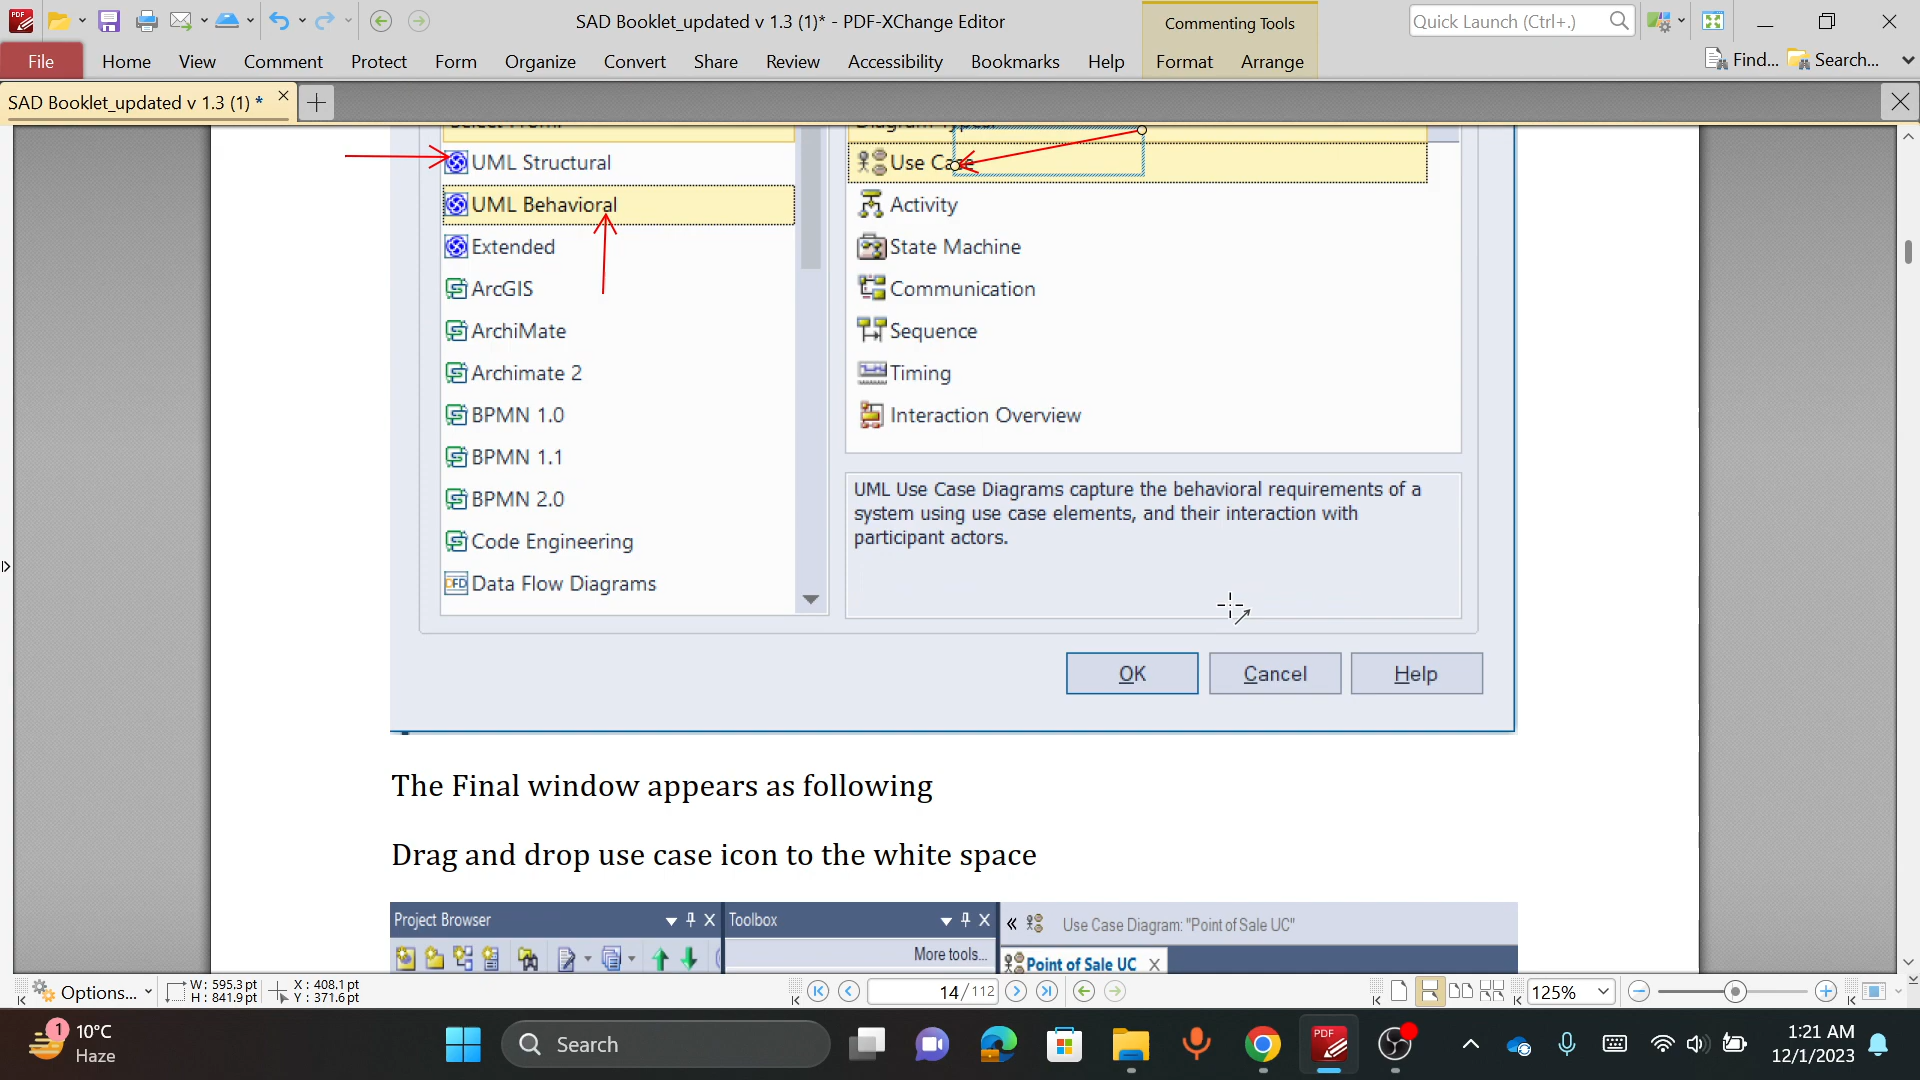 SAD Booklet_updated v 1.3 (1)* - PDF-XChange Editor
Commenting Tools
Quick Launch (Ctrl+.)
File Home View Comment Protect Form Organize Convert Share Review Accessibility Bookmarks Help Format Arrange Find... Search...
SAD Booklet_updated v 1.3 (1) *
Select From:
Diagram Types:
UML Structural
UML Behavioral
Extended
ArcGIS
ArchiMate
Archimate 2
BPMN 1.0
BPMN 1.1
BPMN 2.0
Code Engineering
DFD Data Flow Diagrams
Use Case
Activity
State Machine
Communication
Sequence
Timing
Interaction Overview
UML Use Case Diagrams capture the behavioral requirements of a
system using use case elements, and their interaction with
participant actors.
OK Cancel Help
The Final window appears as following
Drag and drop use case icon to the white space
Project Browser
Toolbox
More tools...
« Use Case Diagram: "Point of Sale UC"
Point of Sale UC
Options...
W: 595.3 pt
H: 841.9 pt
X: 408.1 pt
Y: 371.6 pt
14 / 112
125%
1
10°C
Haze
Search
PDF
1:21 AM
12/1/2023